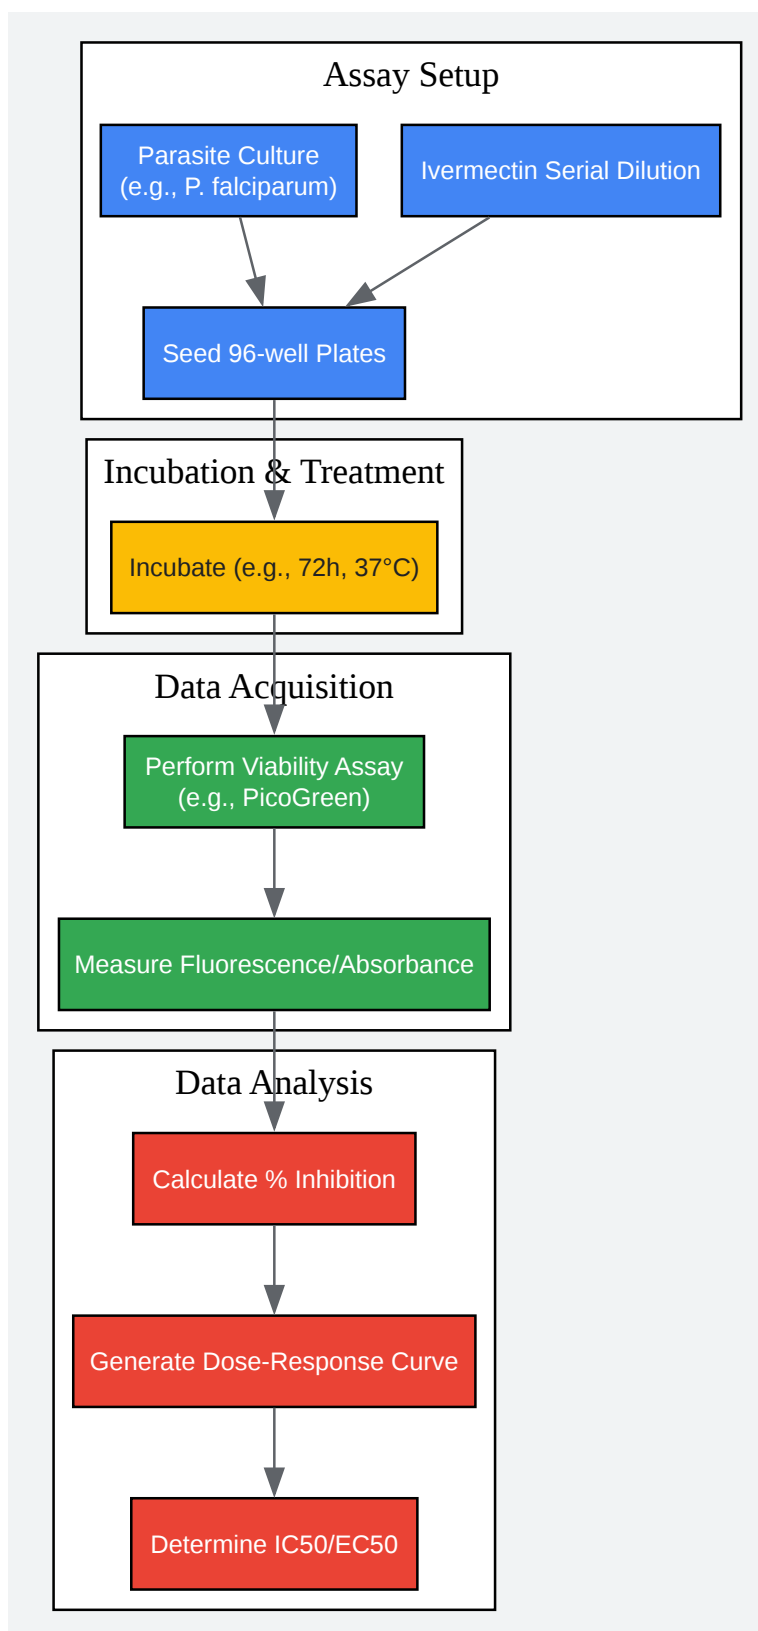 Assay Setup
Parasite Culture
(e.g., P. falciparum)
Ivermectin Serial Dilution
Seed 96-well Plates
Incubation & Treatment
Incubate (e.g., 72h, 37°C)
Data Acquisition
Perform Viability Assay
(e.g., PicoGreen)
Measure Fluorescence/Absorbance
Data Analysis
Calculate % Inhibition
Generate Dose-Response Curve
Determine IC50/EC50